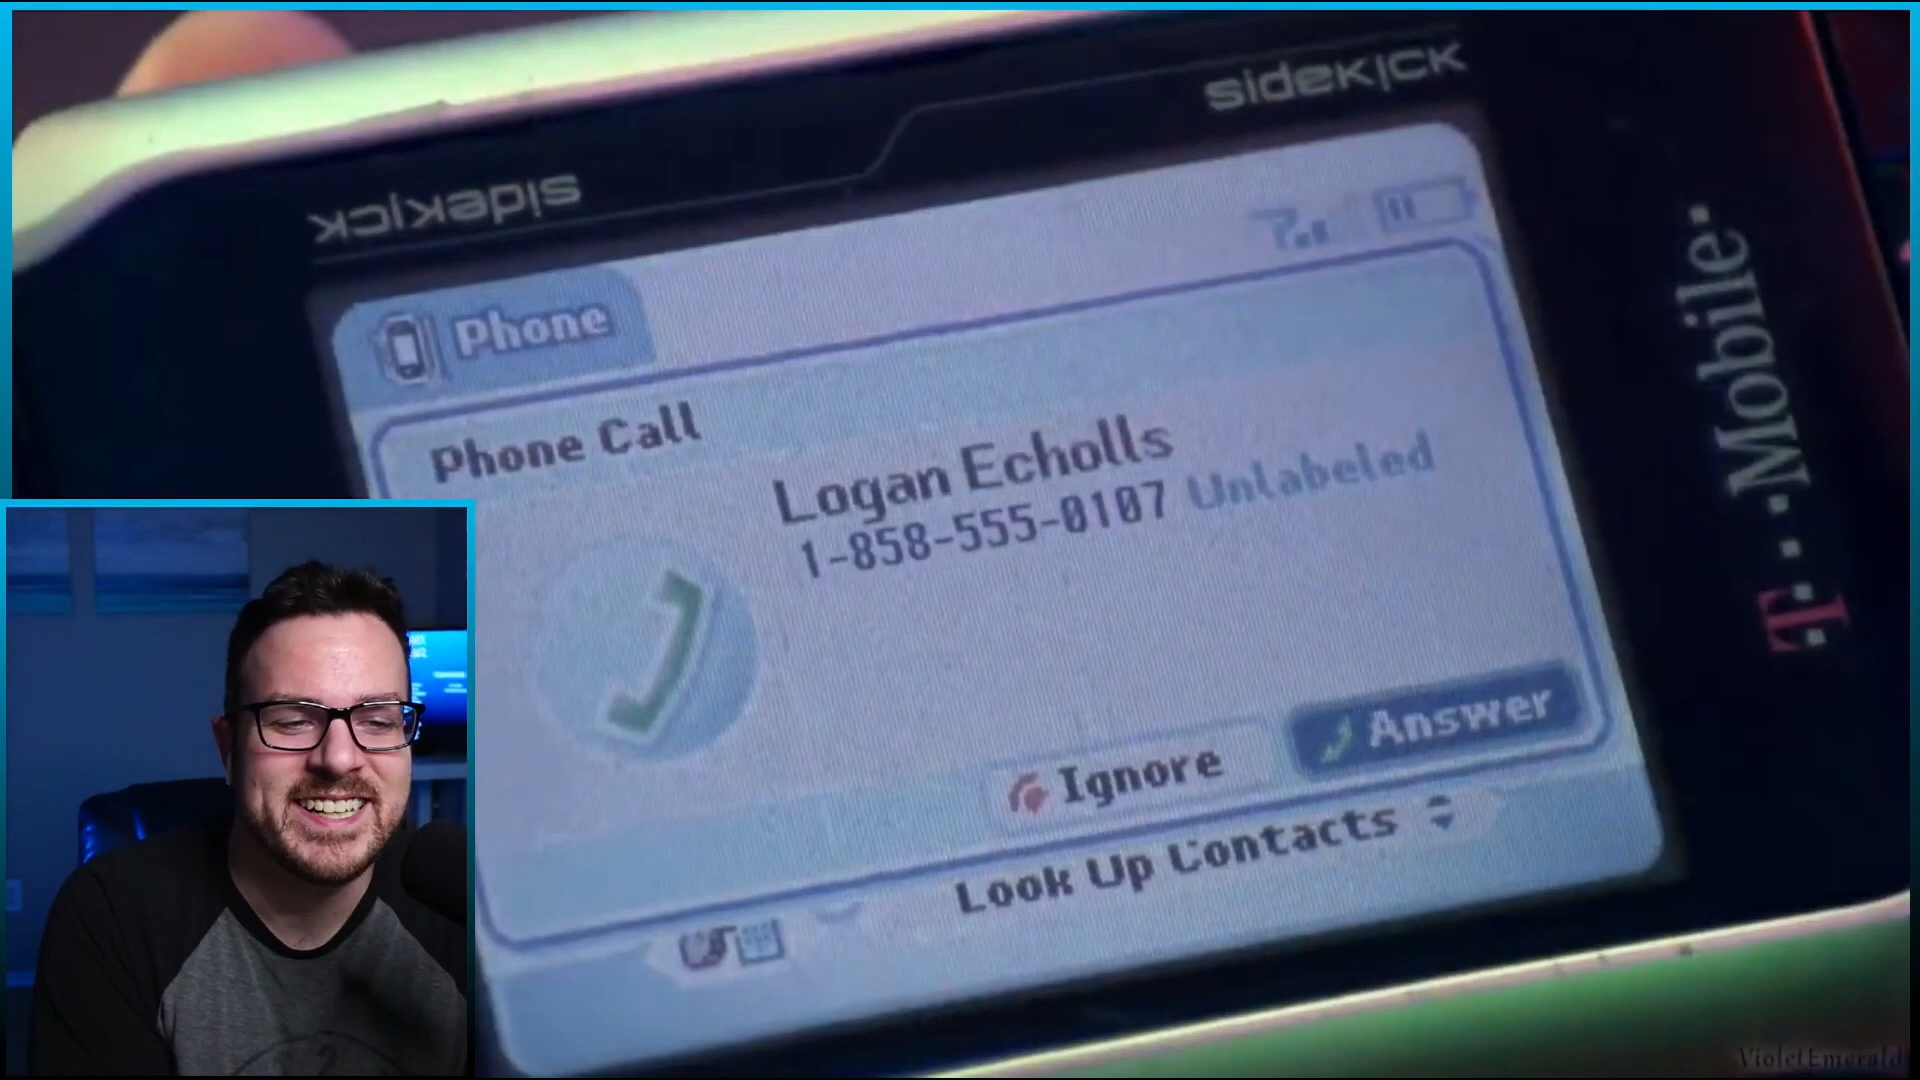 sidekick
sidekick
Phone
Phone Call
Logan Echolls
1-858-555-0107 Unlabeled
Ignore
Answer
Look Up Contacts
T·Mobile·
VioletEmerald